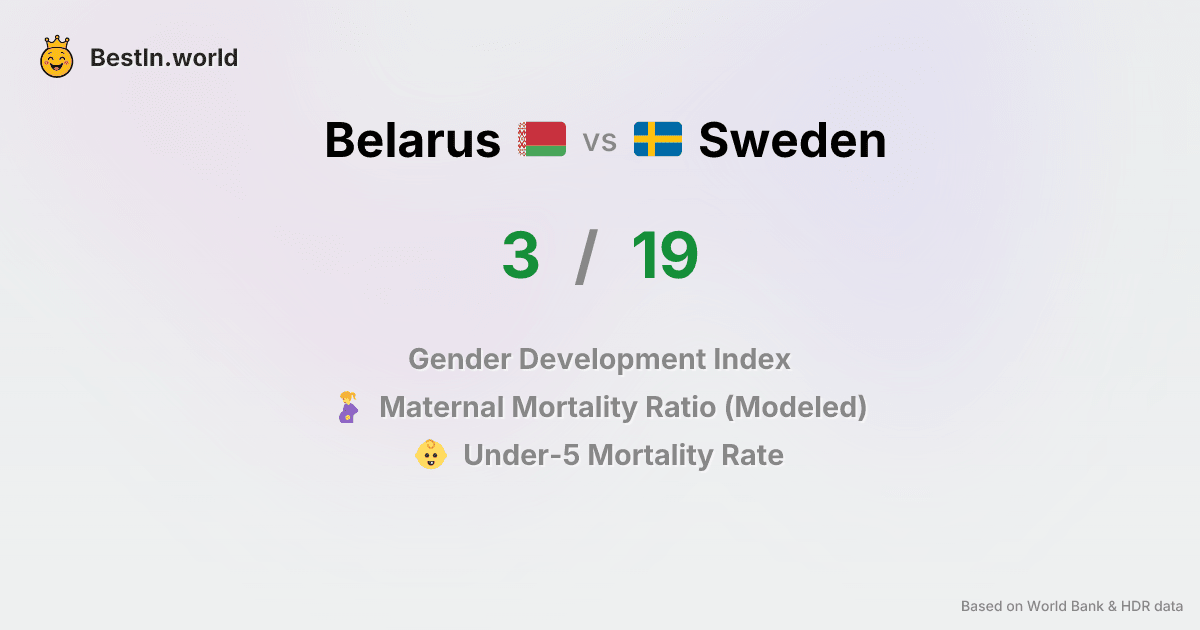 BestIn.world
Belarus vs Sweden
3 / 19
Gender Development Index
Maternal Mortality Ratio (Modeled)
Under-5 Mortality Rate
Based on World Bank & HDR data